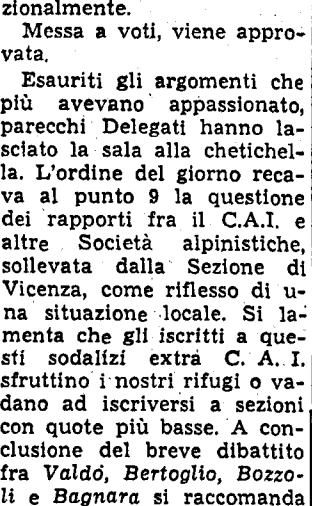 zionalmente.
Messa a voti, viene appro-
vata.
Esauriti gli argomenti che
più avevano appassionato,
parecchi Delegati hanno la-
sciato la sala alla chetichel-
la. L'ordine del giorno reca-
va al punto 9 la questione
dei rapporti fra il C.A.I. e
altre Società alpinistiche,
sollevata dalla Sezione di
Vicenza, come riflesso di u-
na situazione locale. Si la-
menta che gli iscritti a que-
sti sodalizi extra C. A. I.
sfruttino i nostri rifugi o va-
dano ad iscriversi a sezioni
con quote più basse. A con-
clusione del breve dibattito
fra Valdo, Bertoglio, Bozzo-
li e Bagnara si raccomanda